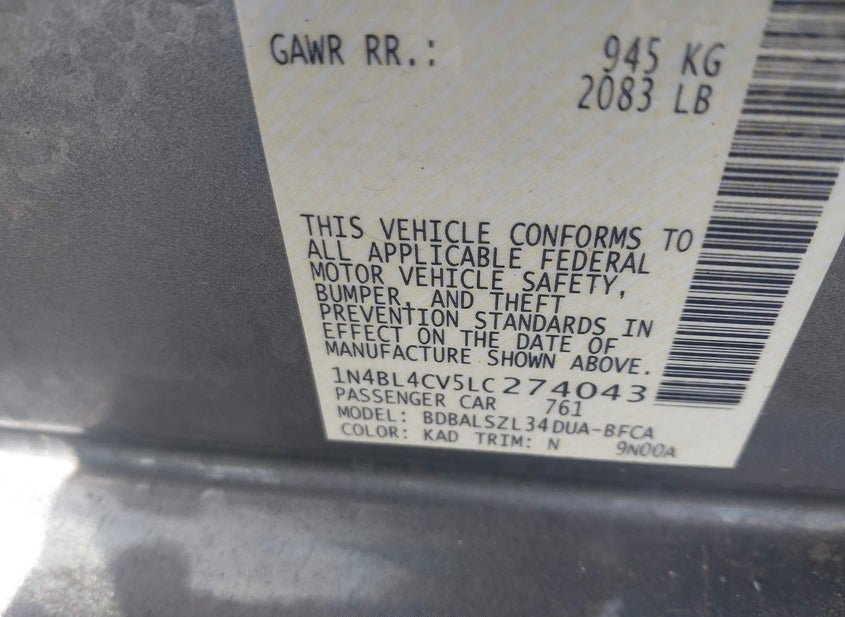 GAWR RR.: 945 KG
2083 LB
THIS VEHICLE CONFORMS TO
ALL APPLICABLE FEDERAL
MOTOR VEHICLE SAFETY,
BUMPER, AND THEFT
PREVENTION STANDARDS IN
EFFECT ON THE DATE OF
MANUFACTURE SHOWN ABOVE.
1N4BL4CV5LC274043
PASSENGER CAR 761
MODEL: BDBALSZL34DUA-BFCA
COLOR: KAD TRIM: N 9N00A